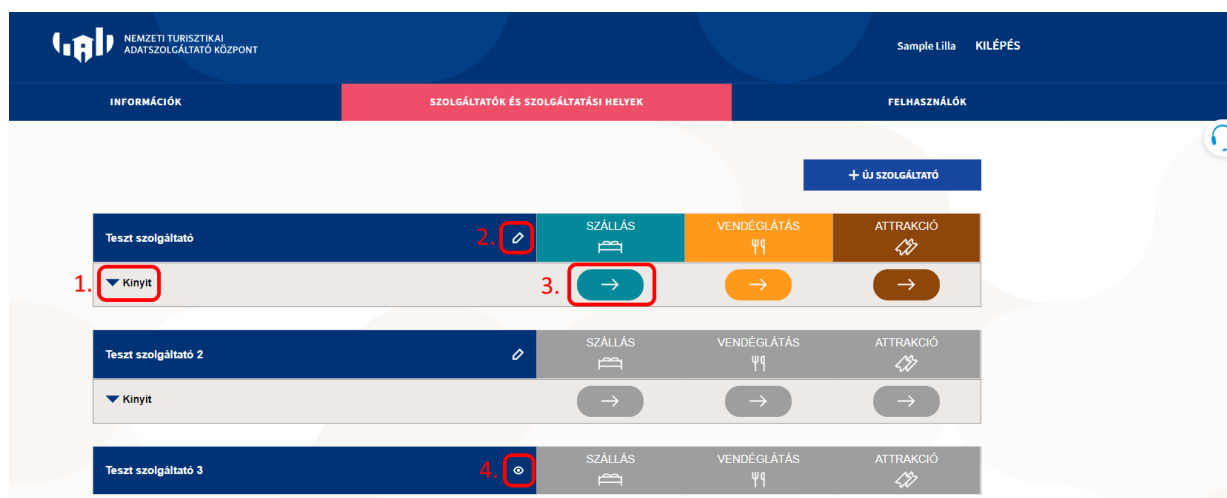 NEMZETI TURISZTIKAI
ADATSZOLGÁLTATÓ KÖZPONT
Sample Lilla KILÉPÉS
INFORMÁCIÓK SZOLGÁLTATÓK ÉS SZOLGÁLTATÁSI HELYEK FELHASZNÁLÓK
+ ÚJ SZOLGÁLTATÓ
Teszt szolgáltató 2. SZÁLLÁS VENDÉGLÁTÁS ATTRAKCIÓ
1. Kinyit 3.
Teszt szolgáltató 2 SZÁLLÁS VENDÉGLÁTÁS ATTRAKCIÓ
Kinyit
Teszt szolgáltató 3 4. SZÁLLÁS VENDÉGLÁTÁS ATTRAKCIÓ